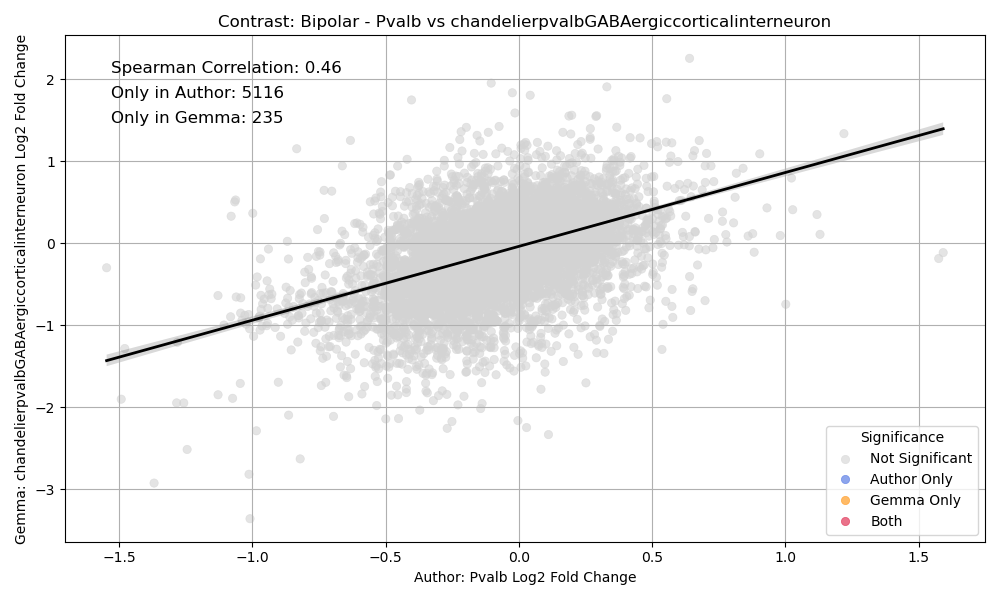 Contrast: Bipolar - Pvalb vs chandelierpvalbGABAergiccorticalinterneuron
Gemma: chandelierpvalbGABAergiccorticalinterneuron Log2 Fold Change
Spearman Correlation: 0.46
Only in Author: 5116
Only in Gemma: 235
2
1
0
−1
−2
−3
Significance
Not Significant
Author Only
Gemma Only
Both
−1.5
−1.0
−0.5
0.0
0.5
1.0
1.5
Author: Pvalb Log2 Fold Change